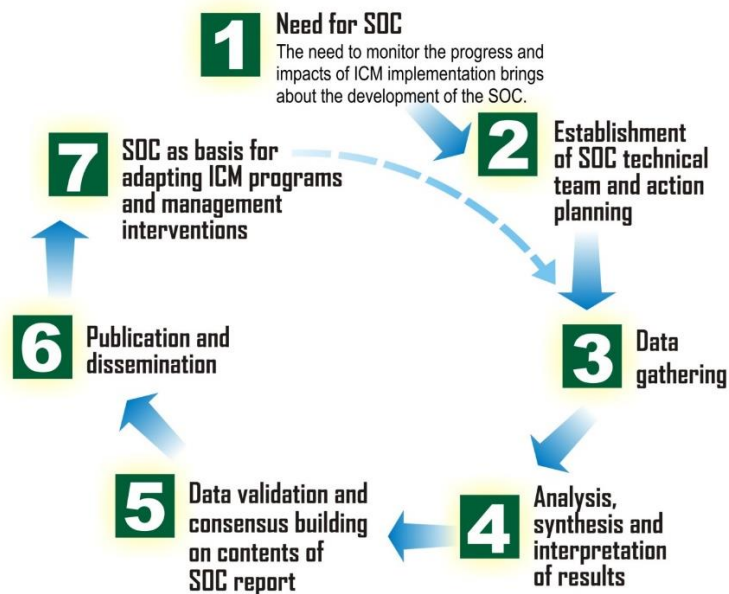 1
Need for SOC
The need to monitor the progress and
impacts of ICM implementation brings
about the development of the SOC.
2
Establishment
of SOC technical
team and action
planning
3
Data
gathering
4
Analysis,
synthesis and
interpretation
of results
5
Data validation and
consensus building
on contents of
SOC report
6
Publication and
dissemination
7
SOC as basis for
adapting ICM programs
and management
interventions